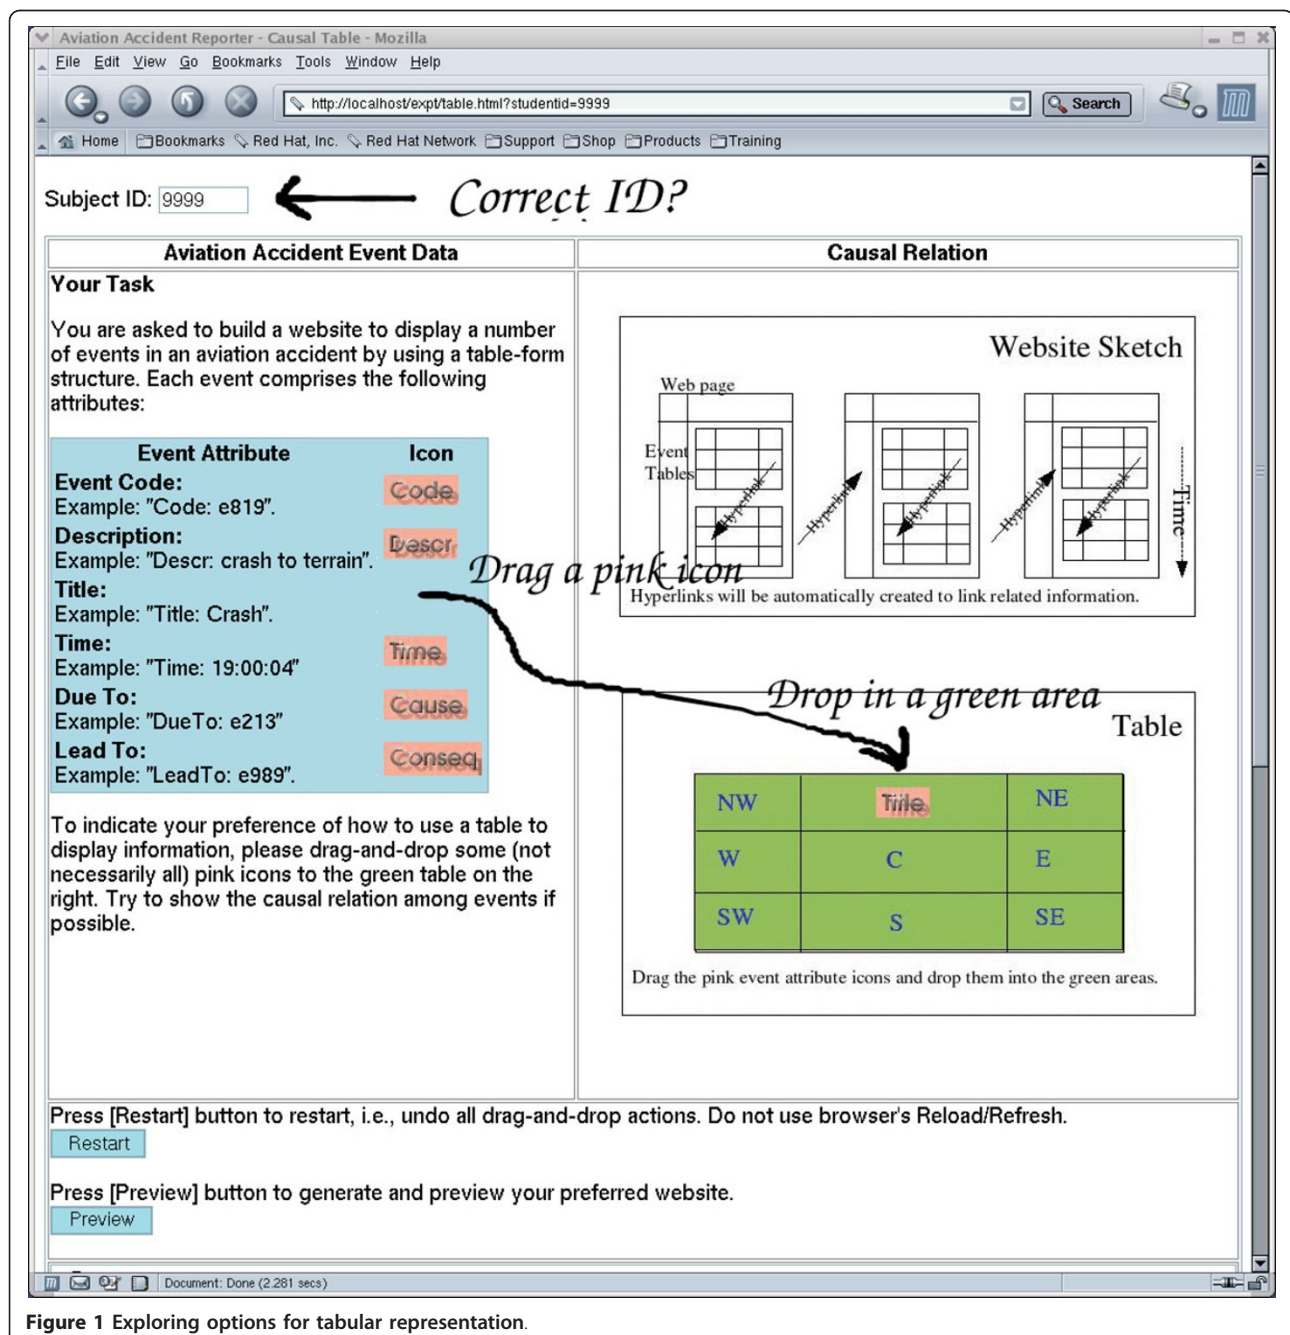 Aviation Accident Reporter - Causal Table - Mozilla
File Edit View Go Bookmarks Tools Window Help
http://localhost/expt/table.html?studentid=9999 Search
Home Bookmarks Red Hat, Inc. Red Hat Network Support Shop Products Training
Subject ID: 9999 Correct ID?
Aviation Accident Event Data
Your Task
You are asked to build a website to display a number
of events in an aviation accident by using a table-form
structure. Each event comprises the following
attributes:
Event Attribute Icon
Event Code: Code
Example: "Code: e819".
Description: Descr
Example: "Descr: crash to terrain".
Title:
Example: "Title: Crash".
Time: Time
Example: "Time: 19:00:04"
Due To: Cause
Example: "DueTo: e213"
Lead To: Conseq
Example: "LeadTo: e989".
To indicate your preference of how to use a table to
display information, please drag-and-drop some (not
necessarily all) pink icons to the green table on the
right. Try to show the causal relation among events if
possible.
Drag a pink icon
Causal Relation
Website Sketch
Web page
Event
Tables
Hyperlink Hyperlink Hyperlink Hyperlink Hyperlink
Time
Hyperlinks will be automatically created to link related information.
Drop in a green area
Table
NW Title NE
W C E
SW S SE
Drag the pink event attribute icons and drop them into the green areas.
Press [Restart] button to restart, i.e., undo all drag-and-drop actions. Do not use browser's Reload/Refresh.
Restart
Press [Preview] button to generate and preview your preferred website.
Preview
Document: Done (2.281 secs)
Figure 1 Exploring options for tabular representation.